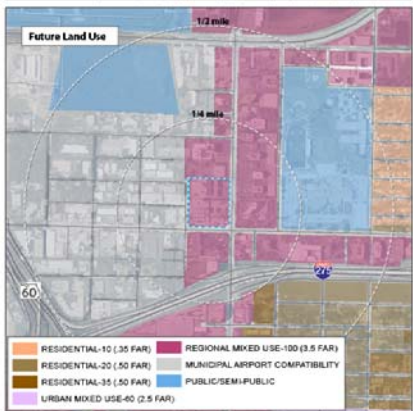 Future Land Use
1/2 mile
1/4 mile
275
60
RESIDENTIAL-10 (.35 FAR)
RESIDENTIAL-20 (.50 FAR)
RESIDENTIAL-35 (.50 FAR)
URBAN MIXED USE-60 (2.5 FAR)
REGIONAL MIXED USE-100 (3.5 FAR)
MUNICIPAL AIRPORT COMPATIBILITY
PUBLIC/SEMI-PUBLIC